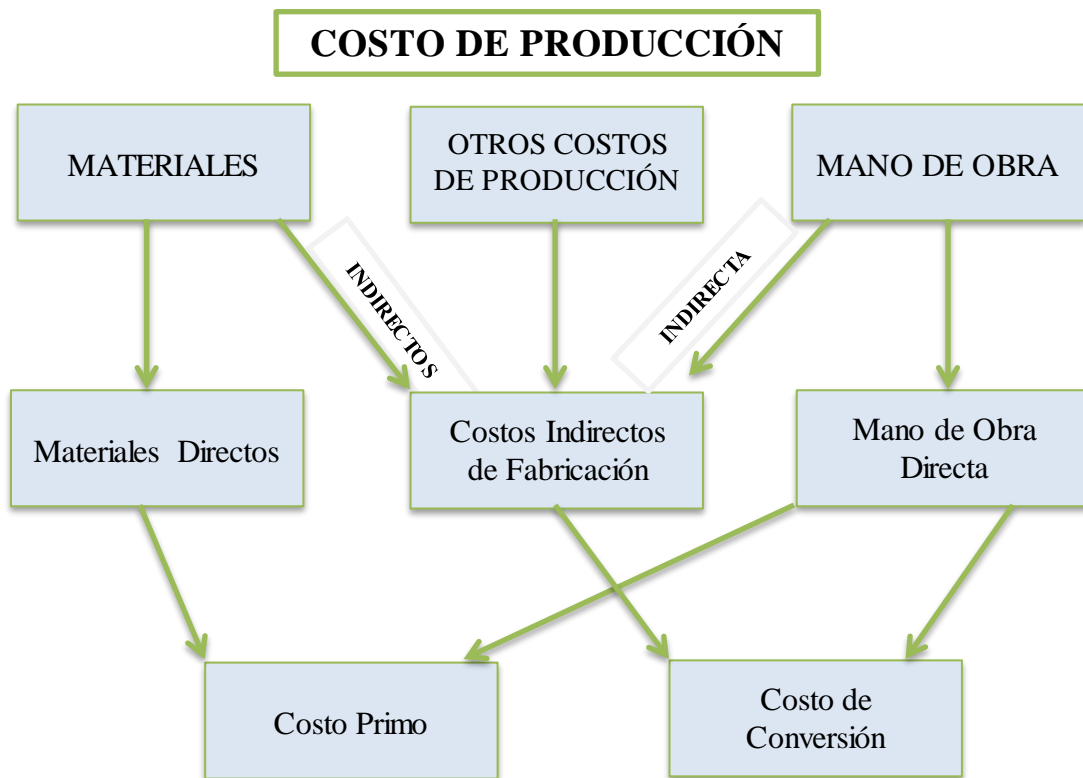 COSTO DE PRODUCCIÓN
MATERIALES
OTROS COSTOS
DE PRODUCCIÓN
MANO DE OBRA
INDIRECTOS
INDIRECTA
Materiales Directos
Costos Indirectos
de Fabricación
Mano de Obra
Directa
Costo Primo
Costo de
Conversión